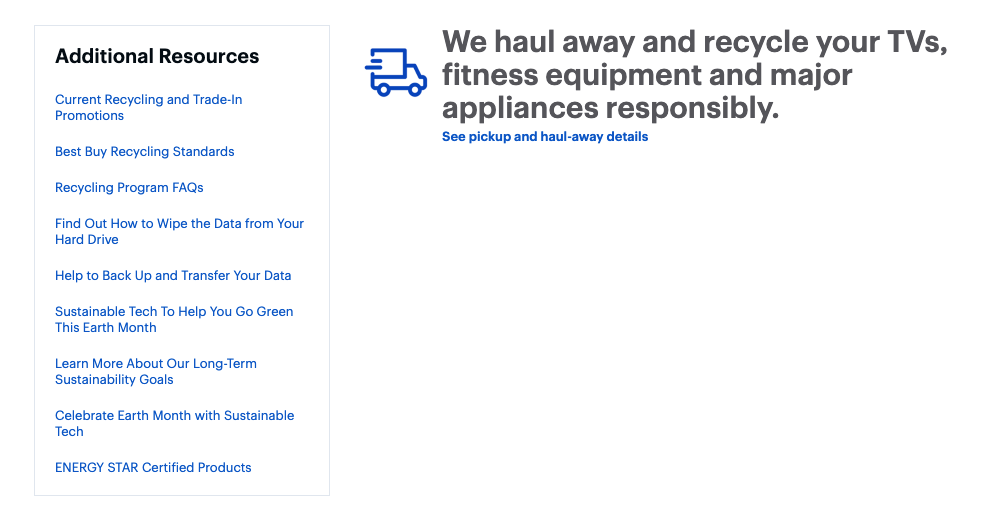 Additional Resources
Current Recycling and Trade-In
Promotions
Best Buy Recycling Standards
Recycling Program FAQs
Find Out How to Wipe the Data from Your
Hard Drive
Help to Back Up and Transfer Your Data
Sustainable Tech To Help You Go Green
This Earth Month
Learn More About Our Long-Term
Sustainability Goals
Celebrate Earth Month with Sustainable
Tech
ENERGY STAR Certified Products
We haul away and recycle your TVs,
fitness equipment and major
appliances responsibly.
See pickup and haul-away details